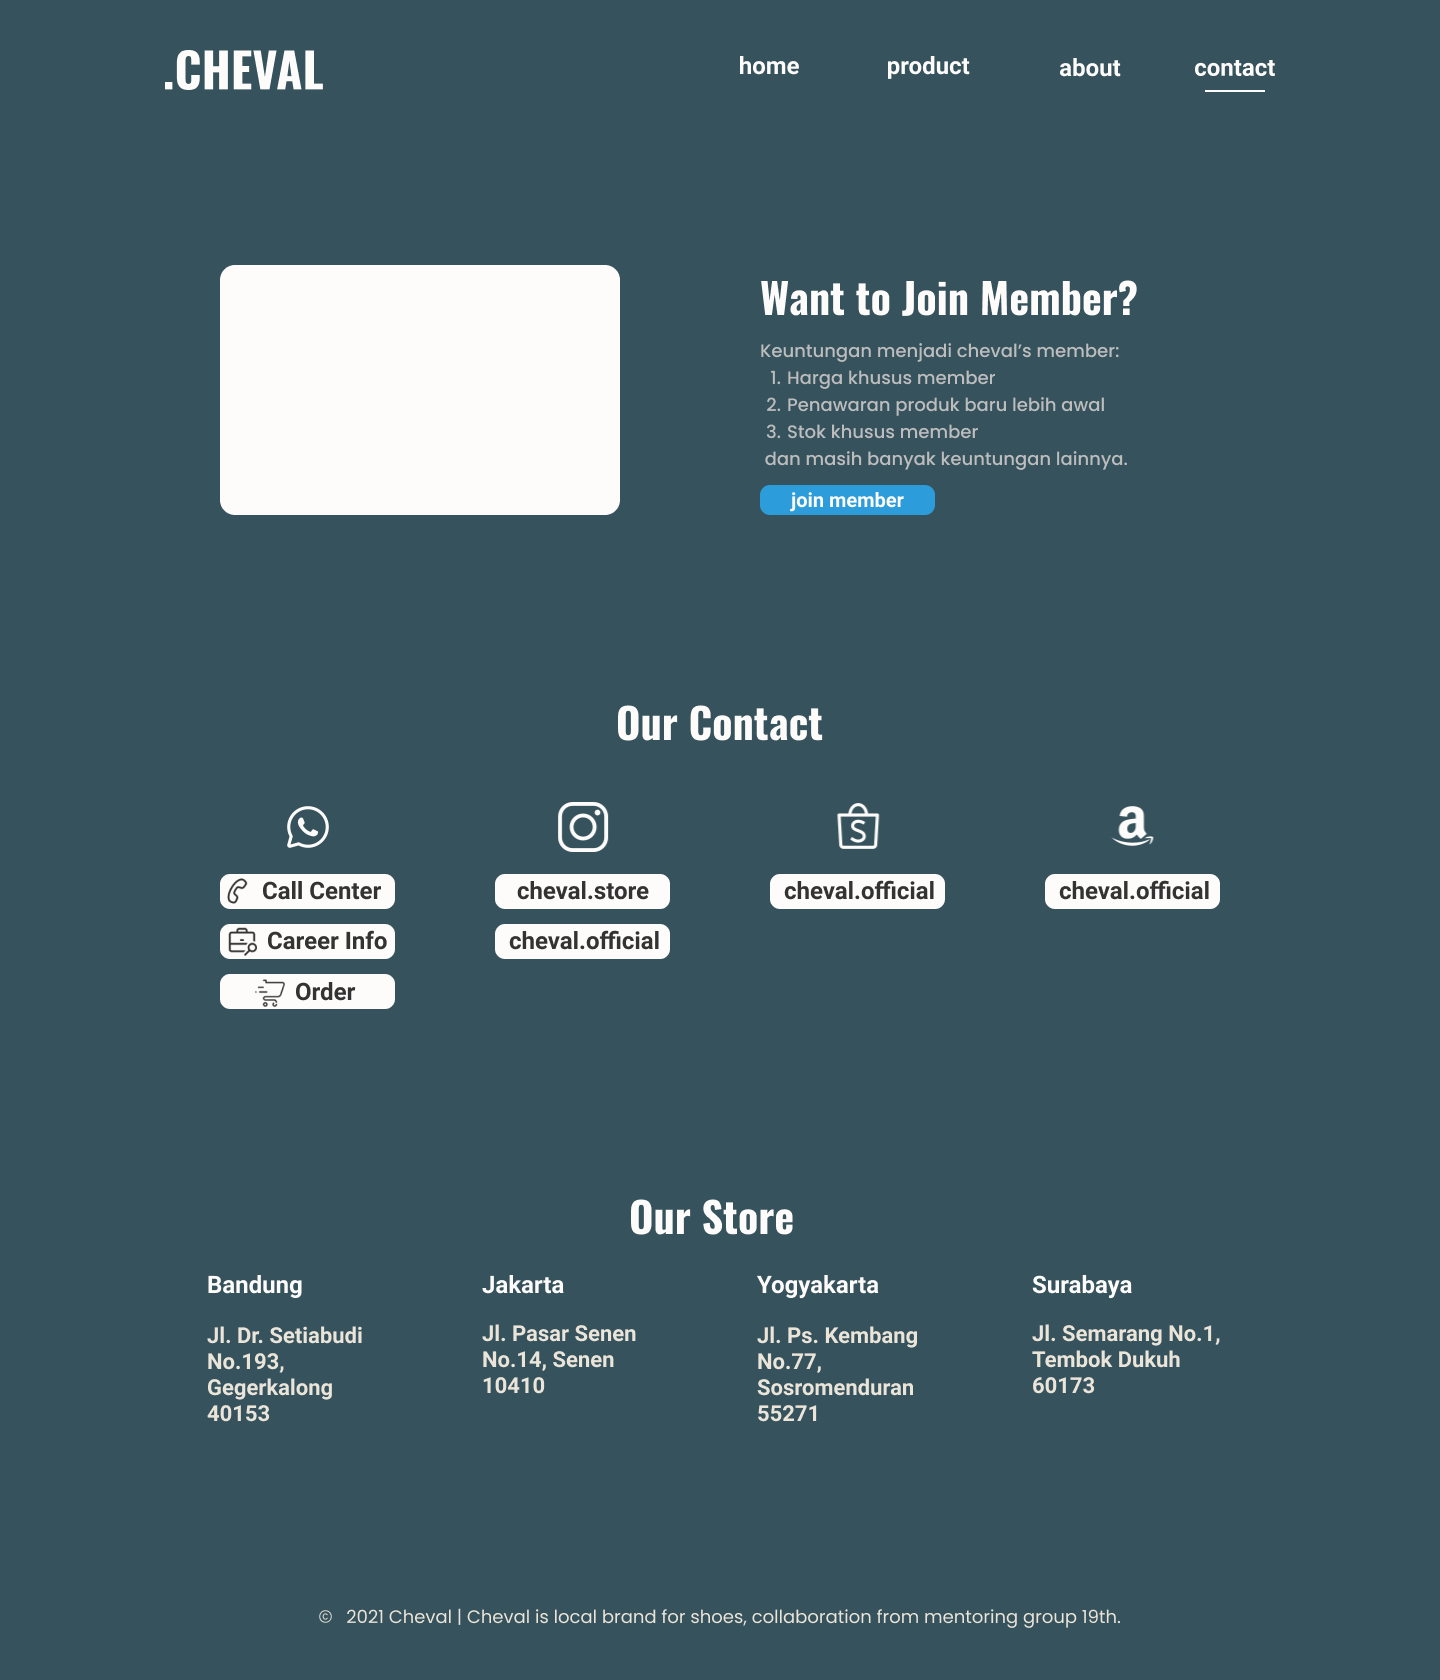 .CHEVAL
home product about contact
Want to Join Member?
Keuntungan menjadi cheval's member:
1. Harga khusus member
2. Penawaran produk baru lebih awal
3. Stok khusus member
dan masih banyak keuntungan lainnya.
join member
Our Contact
Call Center
Career Info
Order
cheval.store
cheval.official
cheval.official
cheval.official
Our Store
Bandung
Jl. Dr. Setiabudi
No.193,
Gegerkalong
40153
Jakarta
Jl. Pasar Senen
No.14, Senen
10410
Yogyakarta
Jl. Ps. Kembang
No.77,
Sosromenduran
55271
Surabaya
Jl. Semarang No.1,
Tembok Dukuh
60173
© 2021 Cheval | Cheval is local brand for shoes, collaboration from mentoring group 19th.